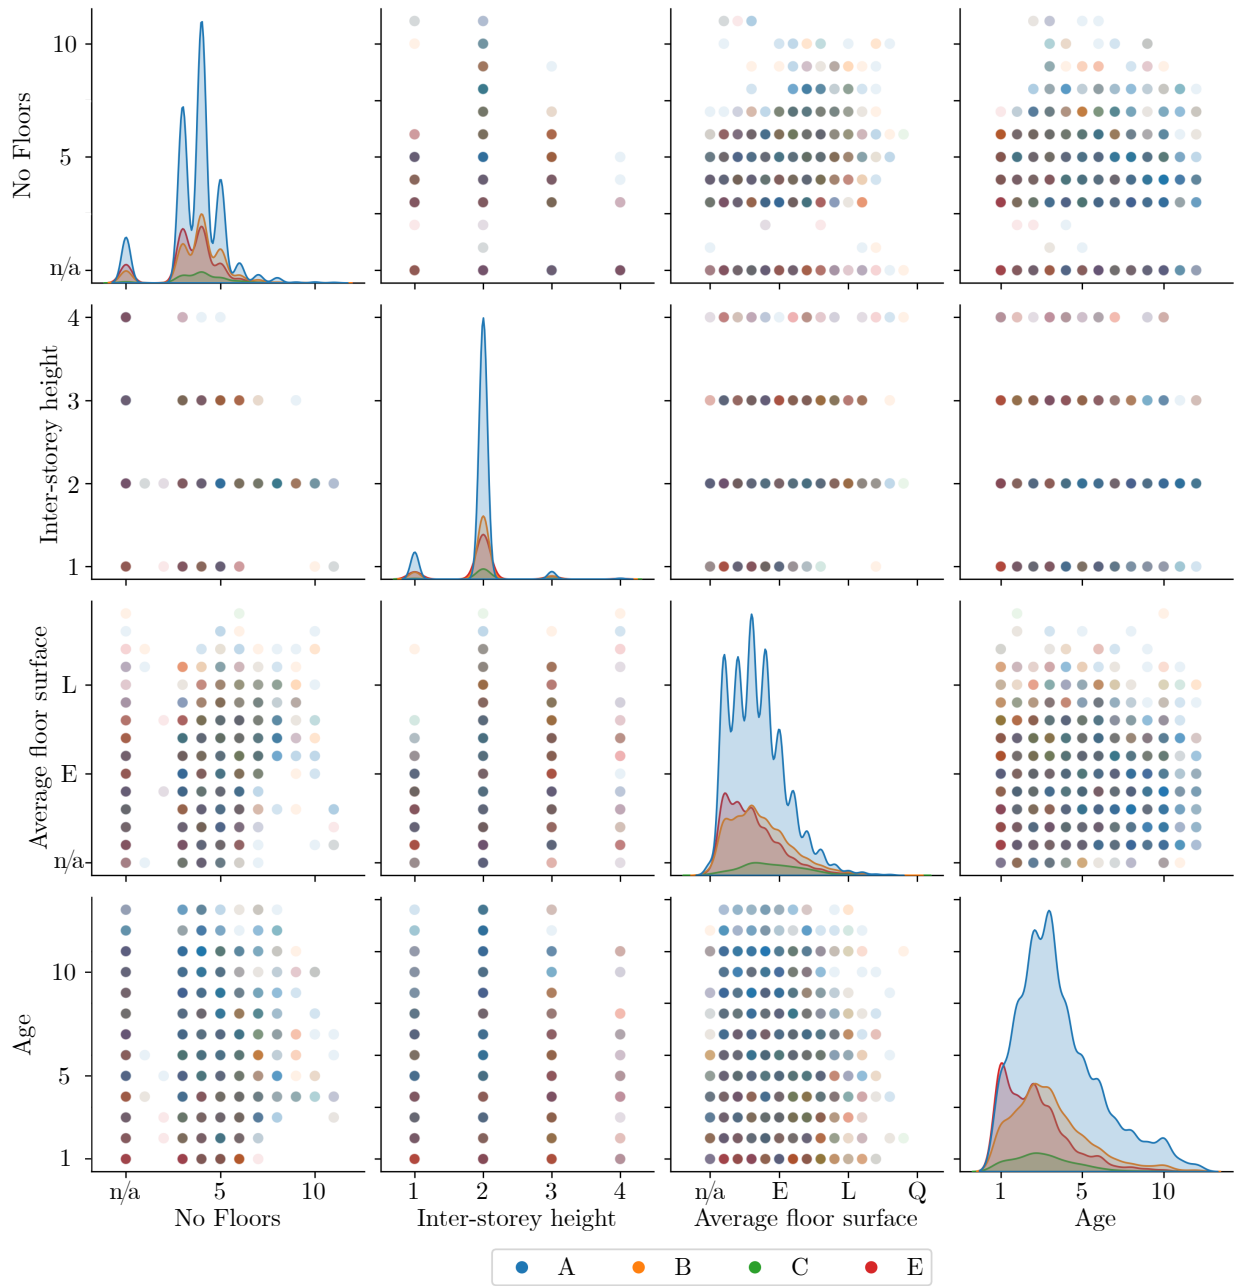 No Floors
10
5
n/a
Inter-storey height
4
3
2
1
Average floor surface
L
E
n/a
Age
10
5
1
n/a 5 10 1 2 3 4 n/a E L Q 1 5 10
No Floors Inter-storey height Average floor surface Age
A B C E